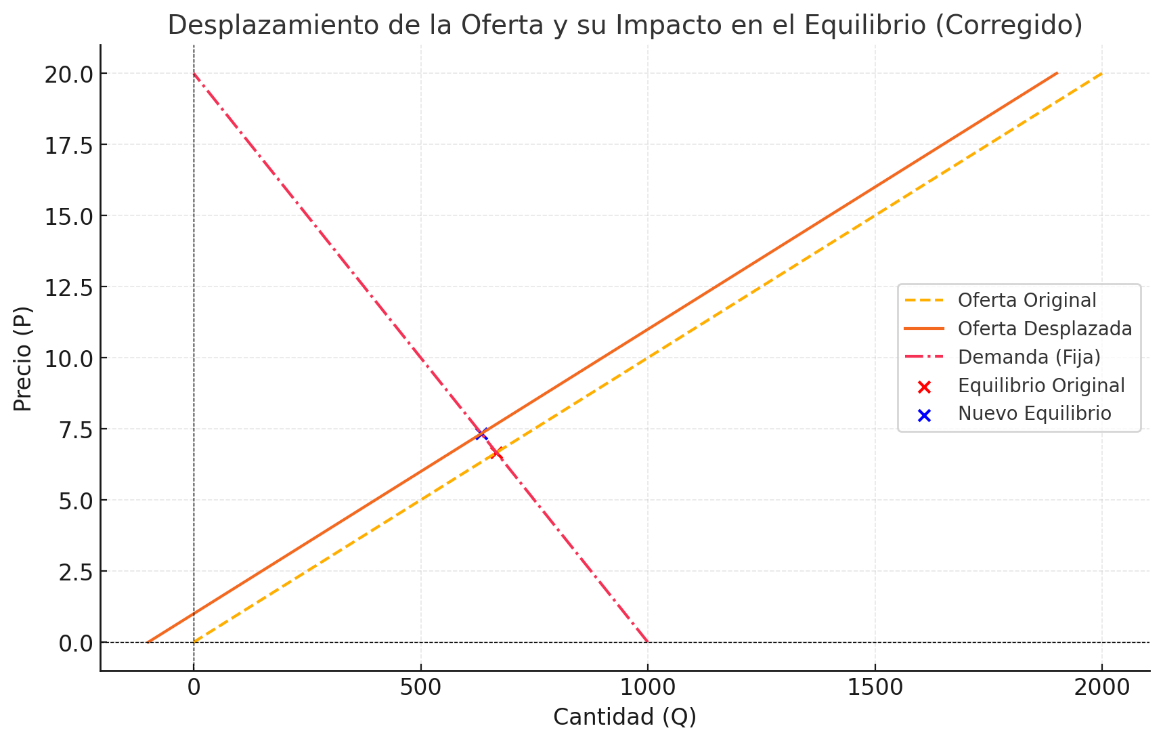 Desplazamiento de la Oferta y su Impacto en el Equilibrio (Corregido)
20.0
17.5
15.0
12.5
10.0
7.5
5.0
2.5
0.0
Precio (P)
Oferta Original
Oferta Desplazada
Demanda (Fija)
Equilibrio Original
Nuevo Equilibrio
0 500 1000 1500 2000
Cantidad (Q)